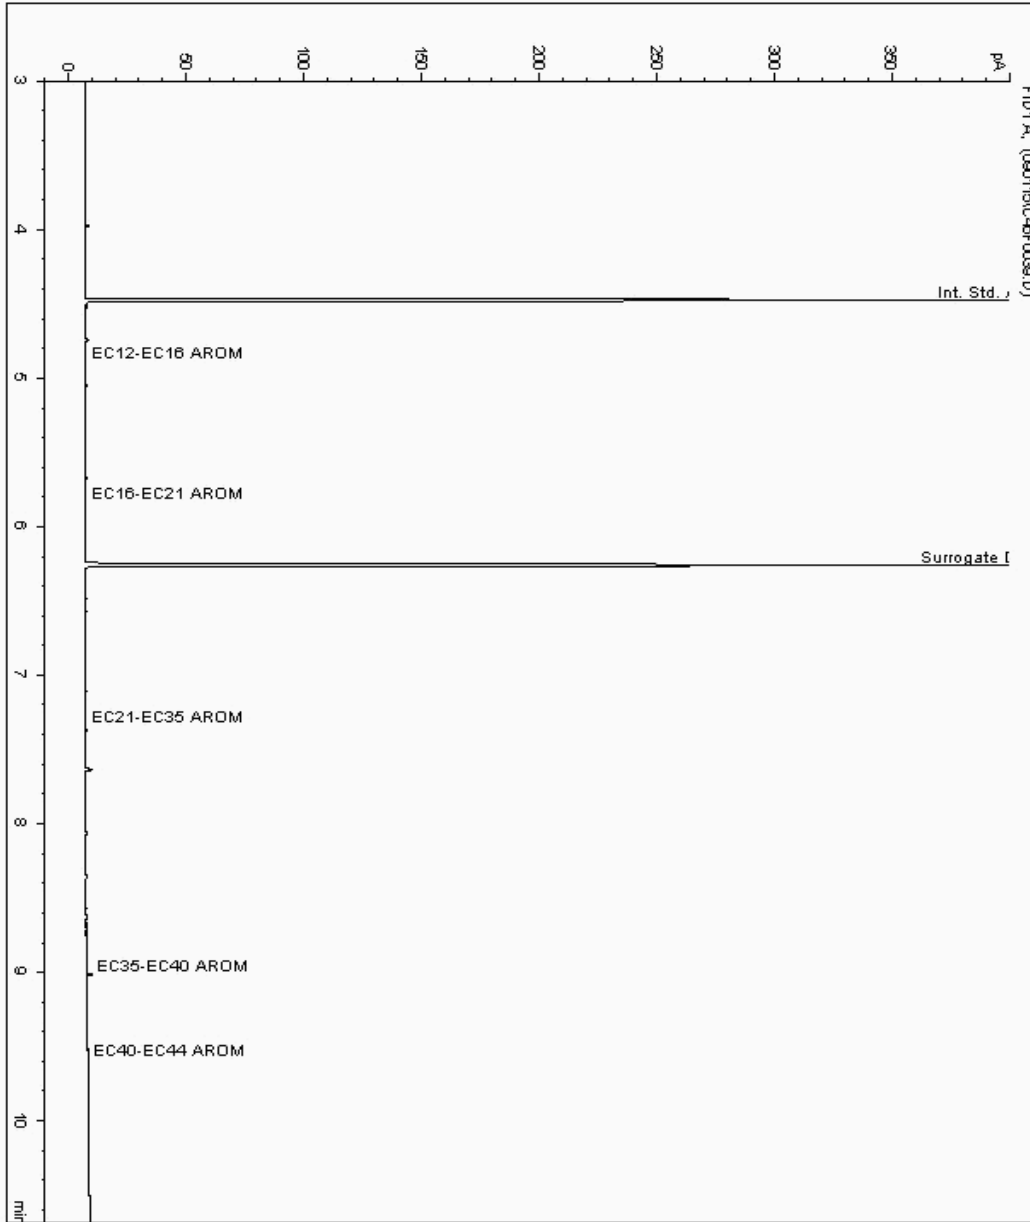 0
50
100
150
200
250
300
350
pA
3
4
5
6
7
8
9
10
min
Int. Std.
EC12-EC16 AROM
EC16-EC21 AROM
Surrogate
EC21-EC35 AROM
EC35-EC40 AROM
EC40-EC44 AROM